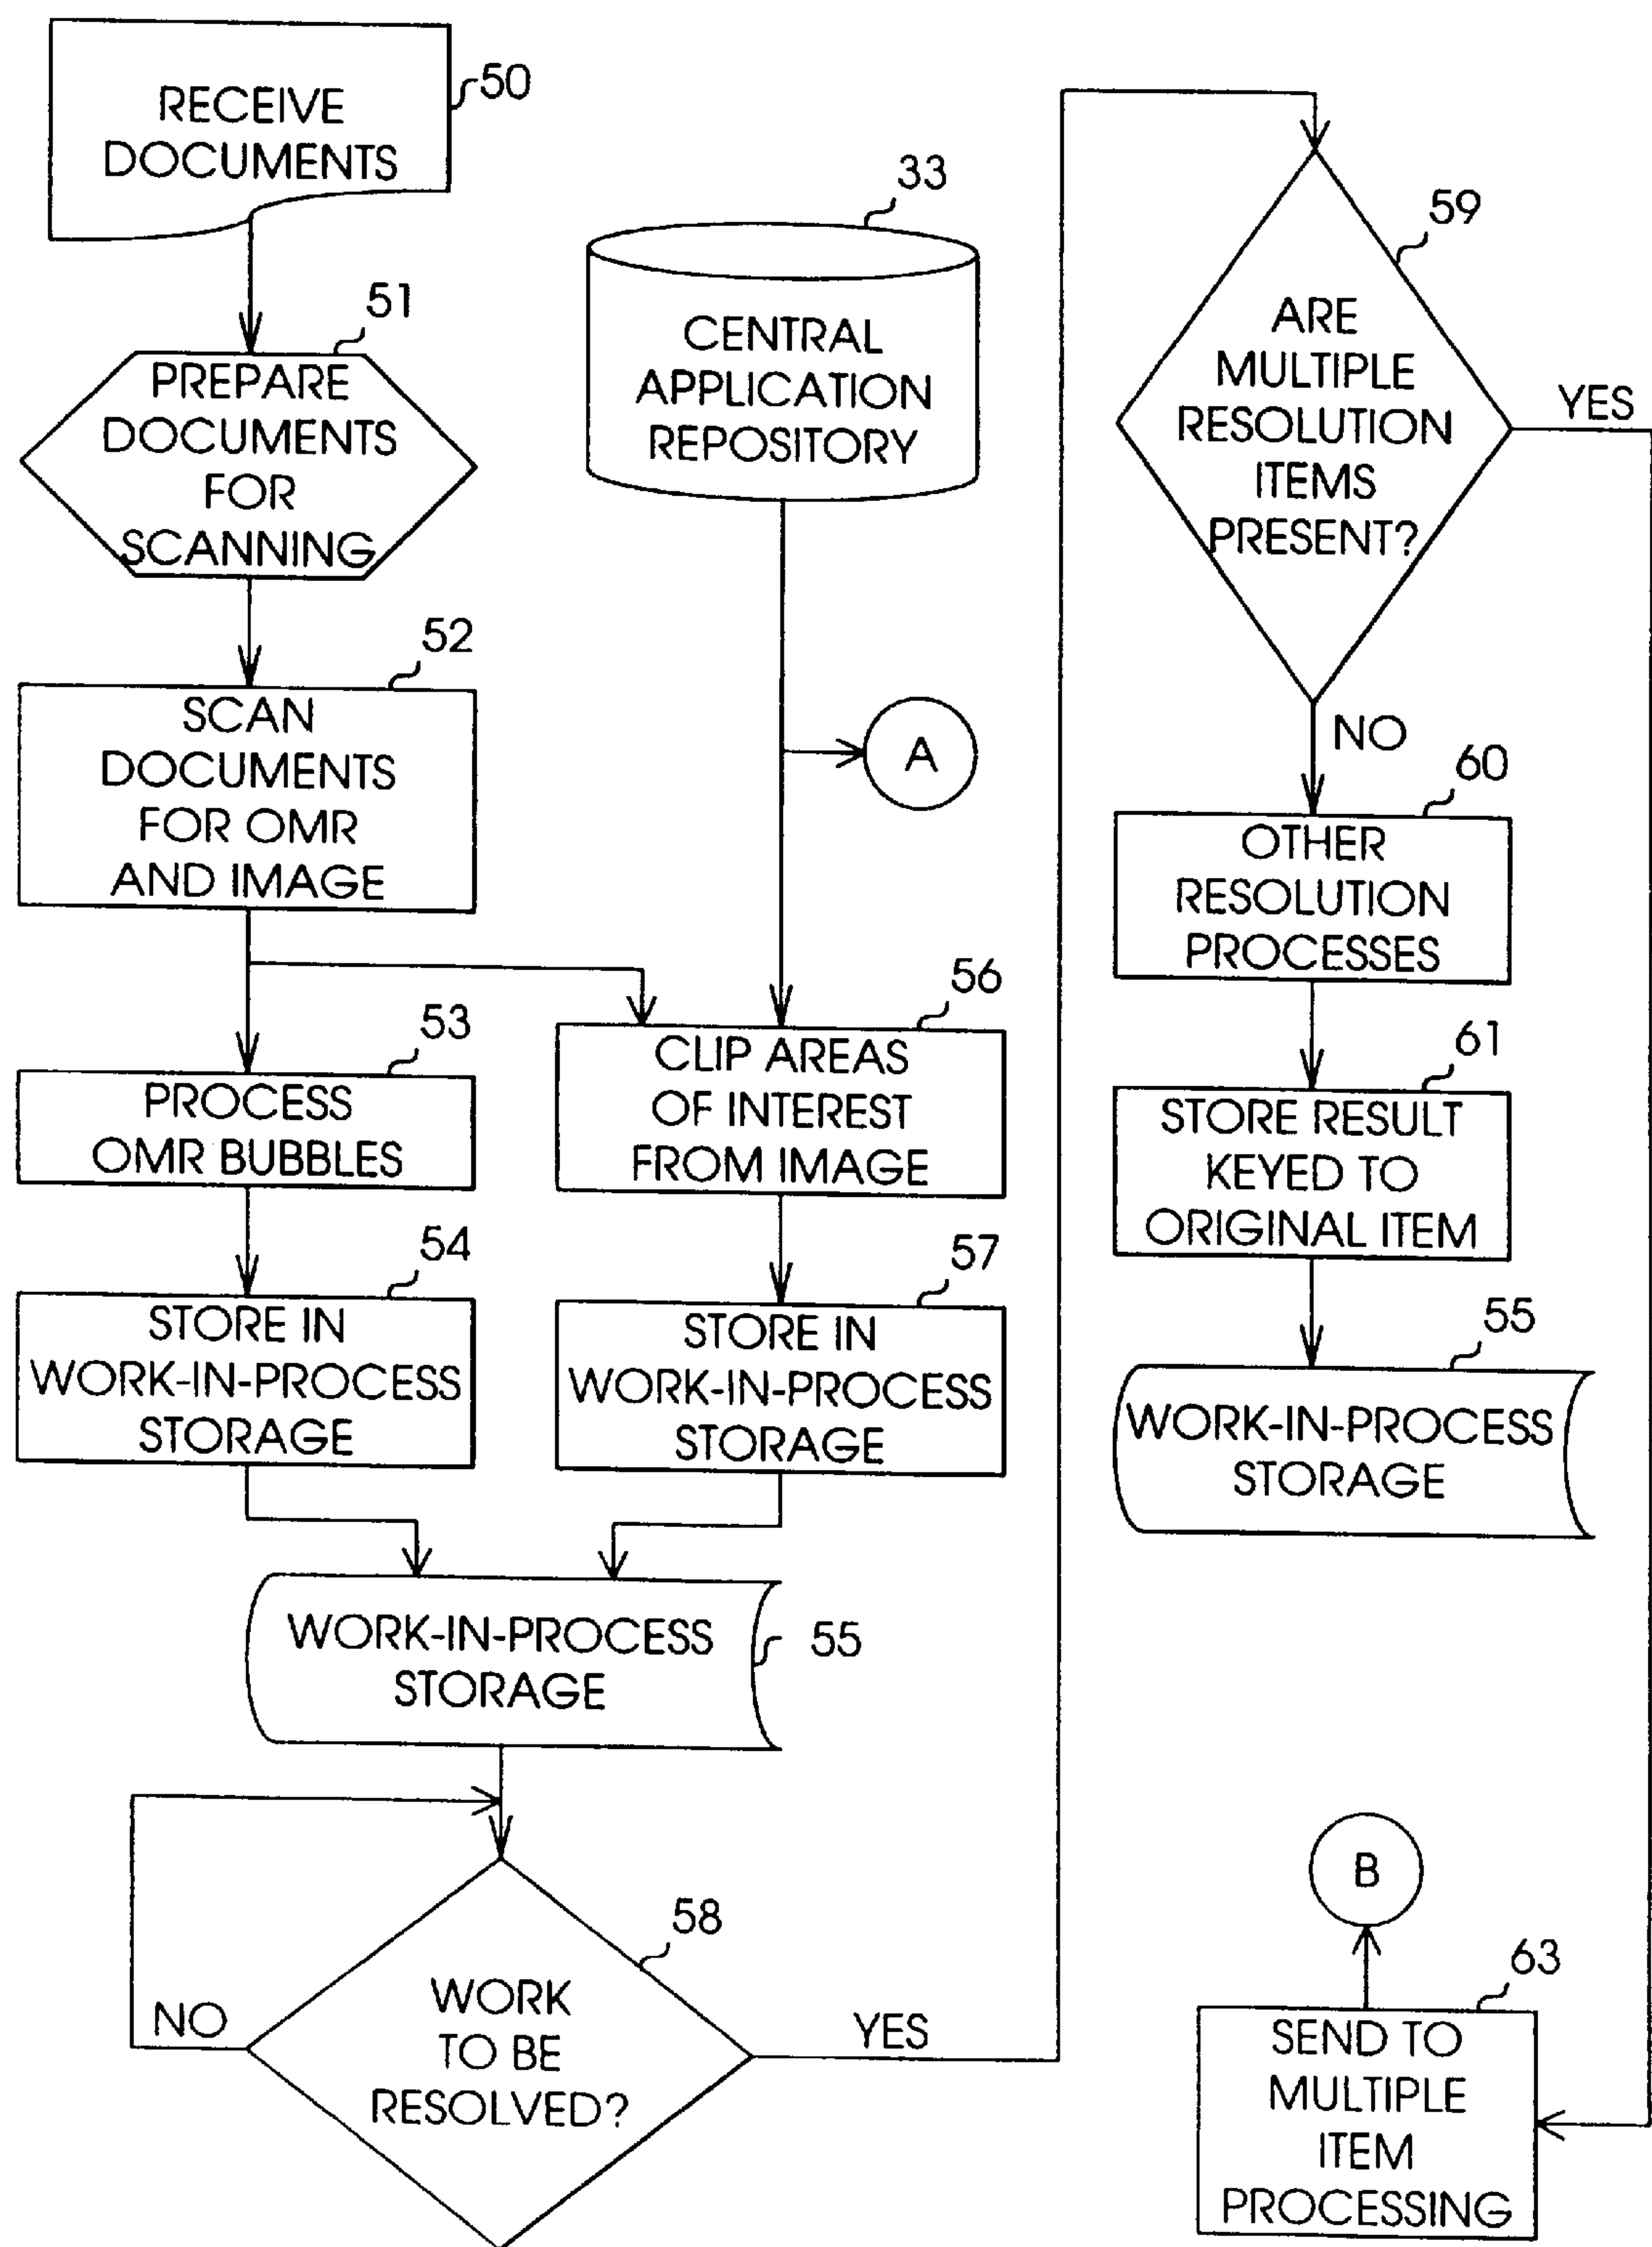 RECEIVE
DOCUMENTS
50
51
PREPARE
DOCUMENTS
FOR
SCANNING
52
SCAN
DOCUMENTS
FOR OMR
AND IMAGE
53
PROCESS
OMR BUBBLES
54
STORE IN
WORK-IN-PROCESS
STORAGE
33
CENTRAL
APPLICATION
REPOSITORY
A
56
CLIP AREAS
OF INTEREST
FROM IMAGE
57
STORE IN
WORK-IN-PROCESS
STORAGE
WORK-IN-PROCESS
STORAGE
55
58
WORK
TO BE
RESOLVED?
NO
YES
59
ARE
MULTIPLE
RESOLUTION
ITEMS
PRESENT?
YES
NO
60
OTHER
RESOLUTION
PROCESSES
61
STORE RESULT
KEYED TO
ORIGINAL ITEM
55
WORK-IN-PROCESS
STORAGE
B
63
SEND TO
MULTIPLE
ITEM
PROCESSING